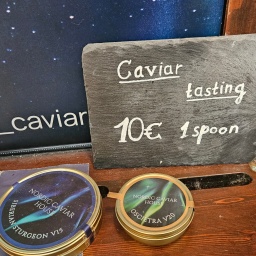 _caviar
Caviar
tasting
10€ 1 spoon
NORDIC CAVIAR
HOUSE
SIBERIAN STURGEON V15
NORDIC CAVIAR
HOUSE
OSCIETRA V20